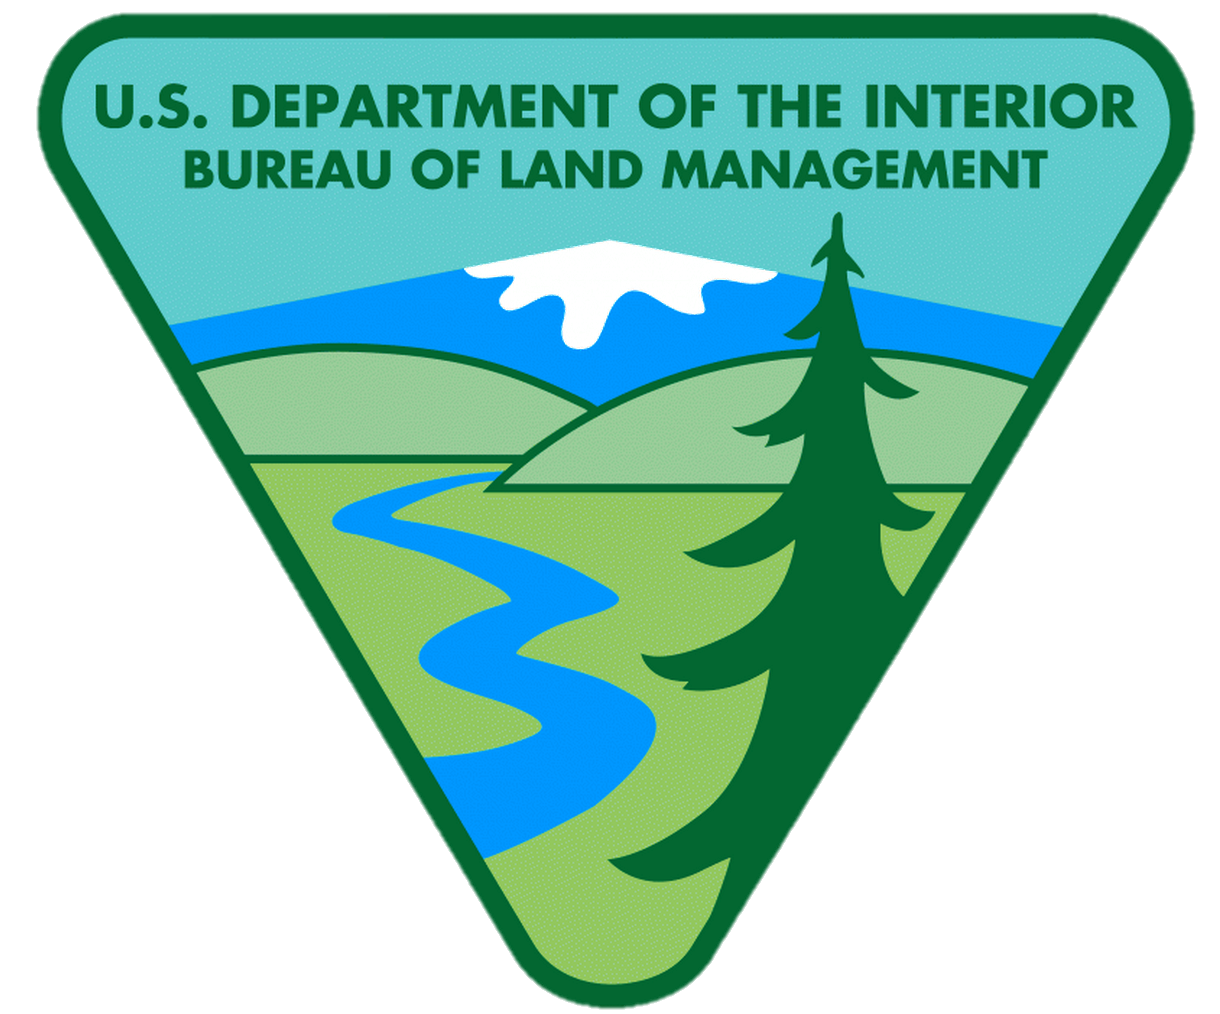 U.S. DEPARTMENT OF THE INTERIOR
BUREAU OF LAND MANAGEMENT